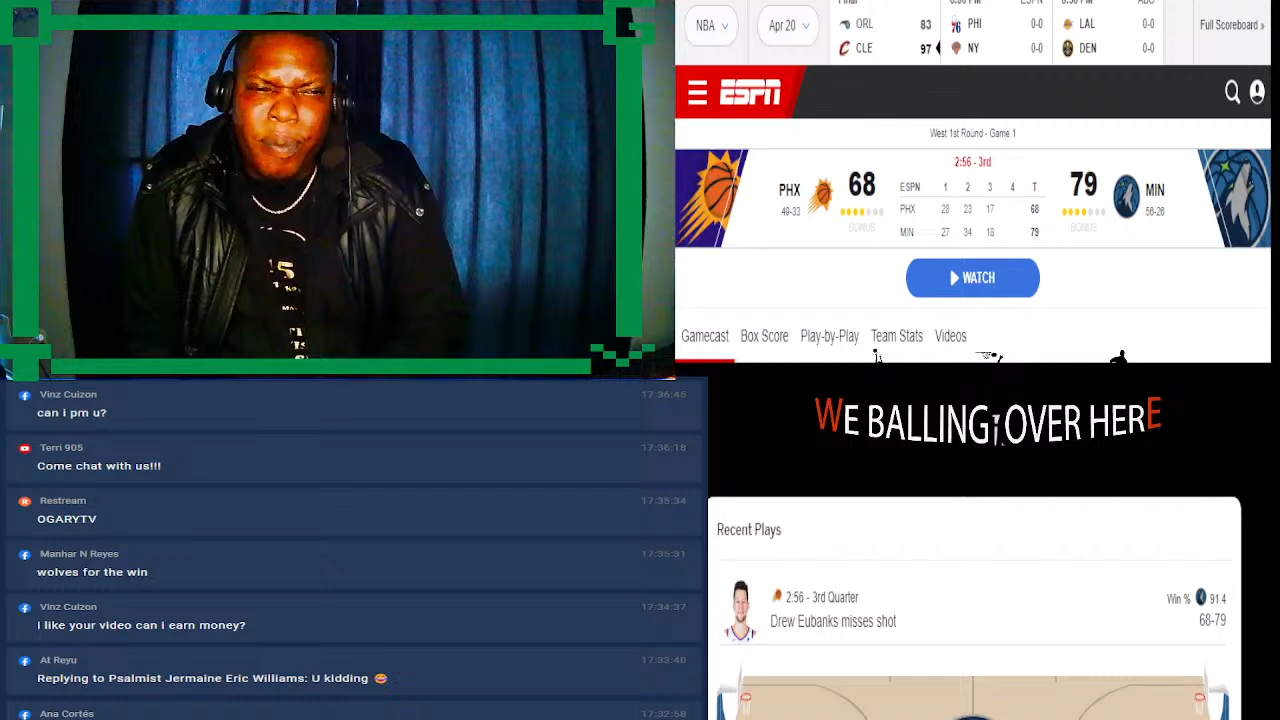 NBA
Apr 20
ORL 83
CLE 97
PHI 0-0
NY 0-0
LAL 0-0
DEN 0-0
Full Scoreboard »
ESPN
West 1st Round - Game 1
2:56 - 3rd
PHX
49-33
68
BONUS
ESPN 1 2 3 4 T
PHX 28 23 17 68
MIN 27 34 18 79
79
BONUS
MIN
56-26
WATCH
Gamecast Box Score Play-by-Play Team Stats Videos
WE BALLING OVER HERE
Vinz Cuizon 17:36:45
can i pm u?
Terri 905 17:36:18
Come chat with us!!!
Restream 17:35:34
OGARYTV
Manhar N Reyes 17:35:31
wolves for the win
Vinz Cuizon 17:34:37
I like your video can i earn money?
At Reyu 17:33:40
Replying to Psalmist Jermaine Eric Williams: U kidding 😂
Ana Cortés 17:32:58
Recent Plays
2:56 - 3rd Quarter
Drew Eubanks misses shot
Win % 91.4
68-79